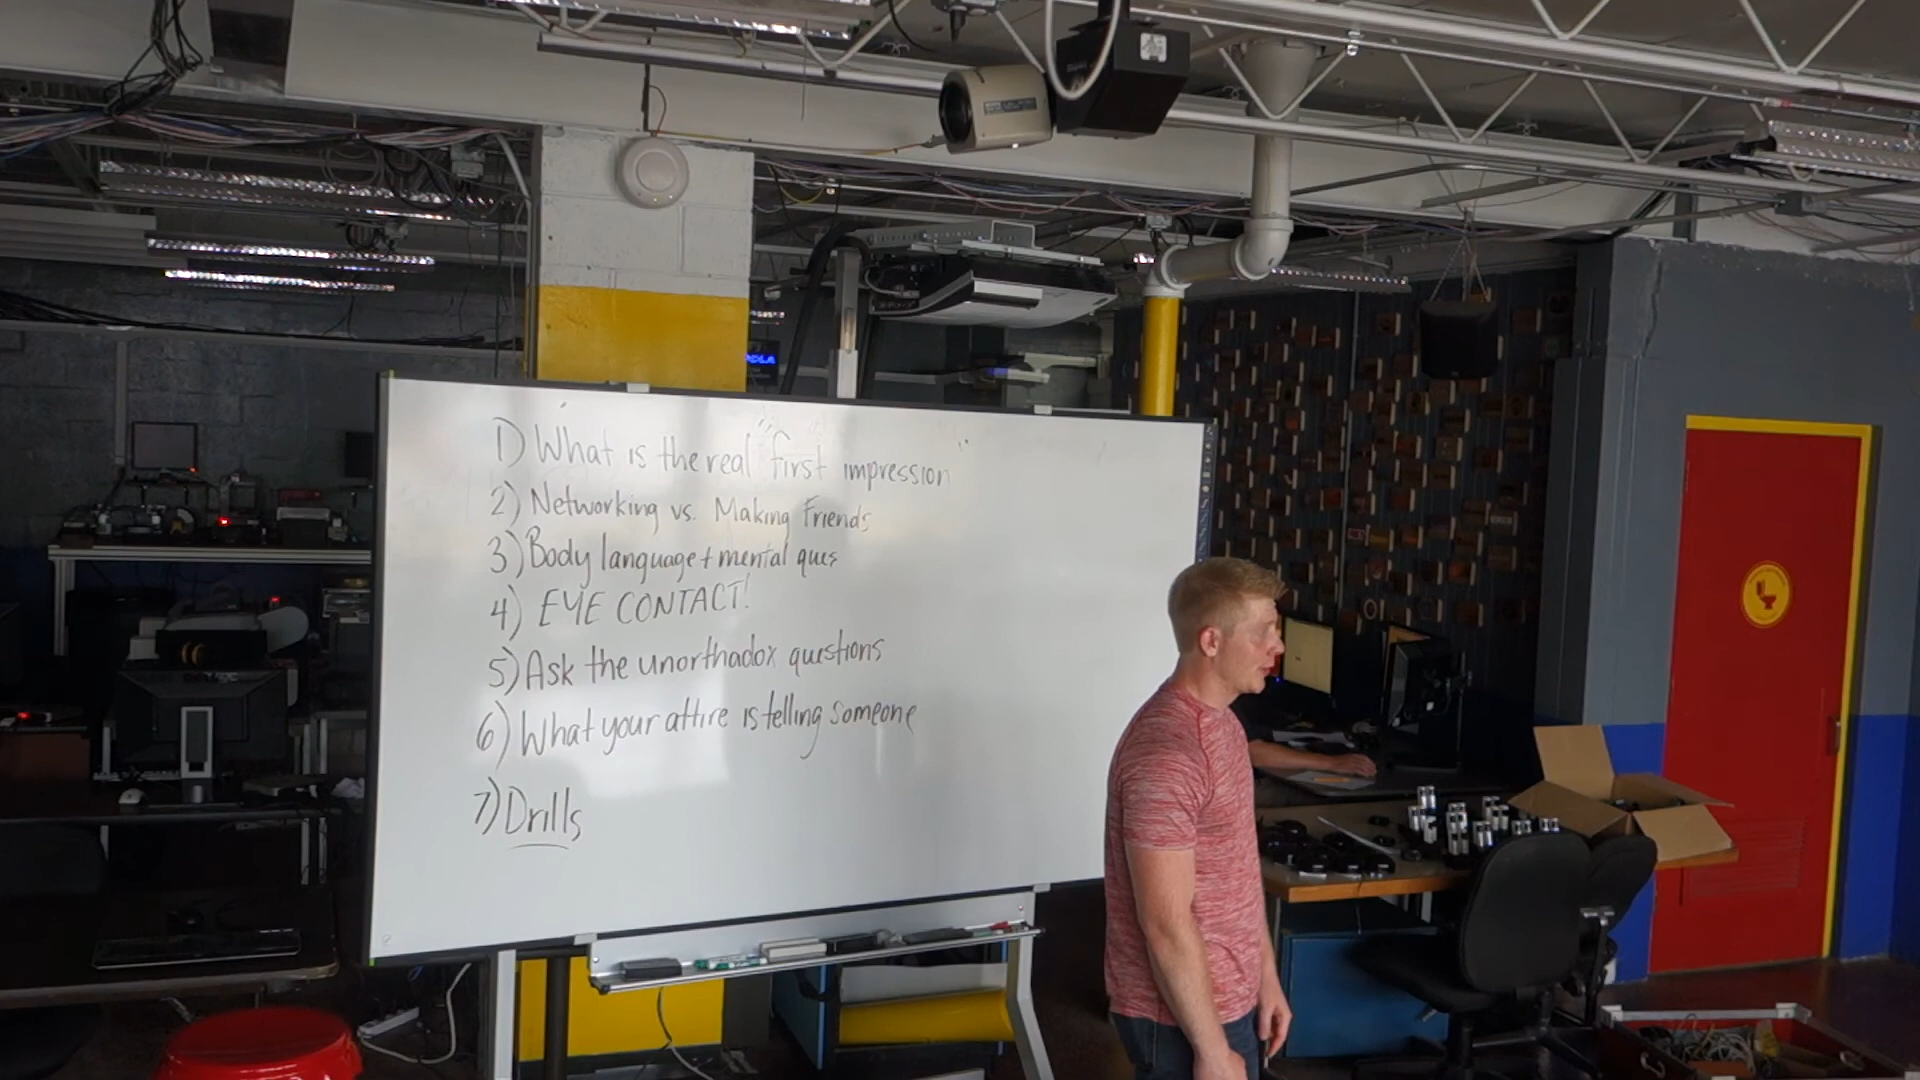 1) What is the real "first impression"
2) Networking vs. Making Friends
3) Body language + mental ques
4) EYE CONTACT!
5) Ask the unorthadox questions
6) What your attire is telling someone
7) Drills